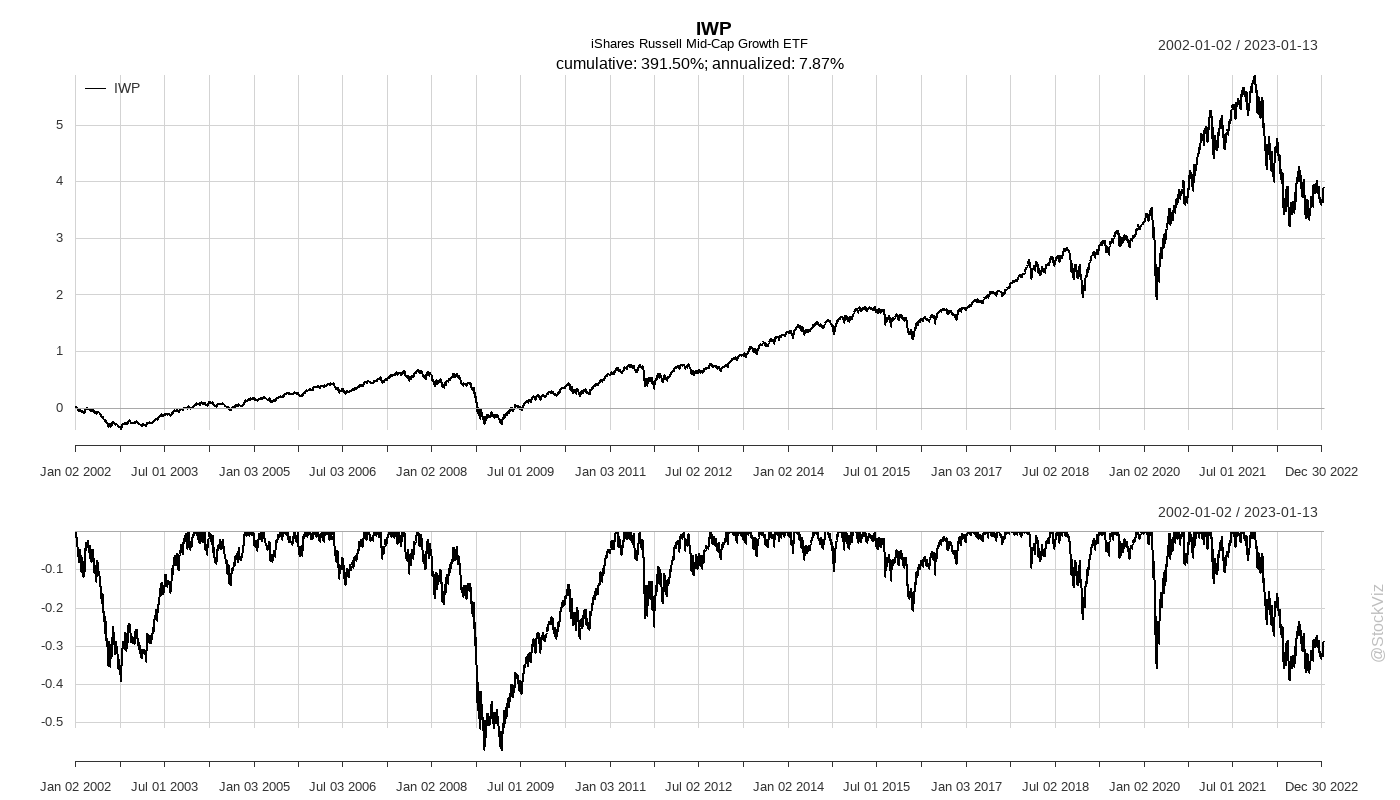 IWP
iShares Russell Mid-Cap Growth ETF
2002-01-02 / 2023-01-13
cumulative: 391.50%; annualized: 7.87%
IWP
5
4
3
2
1
0
Jan 02 2002 Jul 01 2003 Jan 03 2005 Jul 03 2006 Jan 02 2008 Jul 01 2009 Jan 03 2011 Jul 02 2012 Jan 02 2014 Jul 01 2015 Jan 03 2017 Jul 02 2018 Jan 02 2020 Jul 01 2021 Dec 30 2022
2002-01-02 / 2023-01-13
-0.1
-0.2
-0.3
-0.4
-0.5
Jan 02 2002 Jul 01 2003 Jan 03 2005 Jul 03 2006 Jan 02 2008 Jul 01 2009 Jan 03 2011 Jul 02 2012 Jan 02 2014 Jul 01 2015 Jan 03 2017 Jul 02 2018 Jan 02 2020 Jul 01 2021 Dec 30 2022
@StockViz